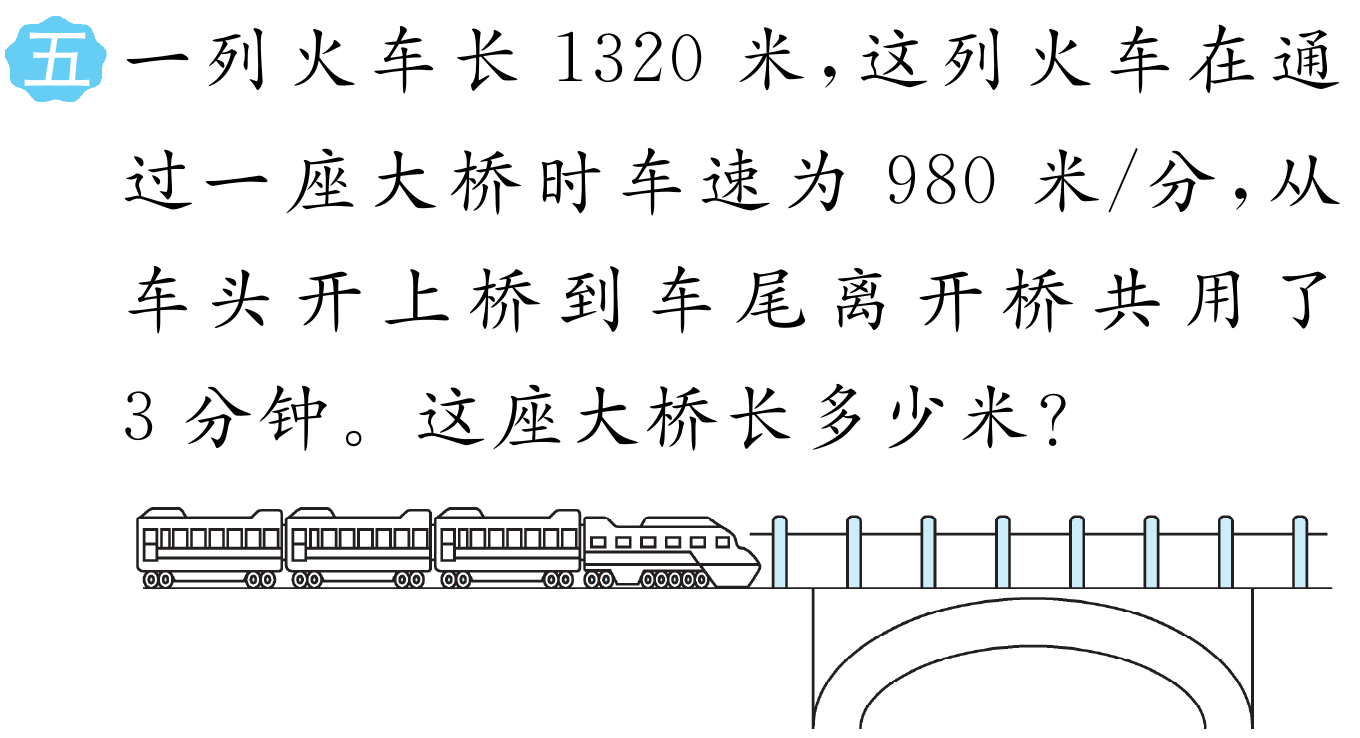 五 一列火车长 1320 米,这列火车在通
过一座大桥时车速为 980 米/分,从
车头开上桥到车尾离开桥共用了
3 分钟。这座大桥长多少米?